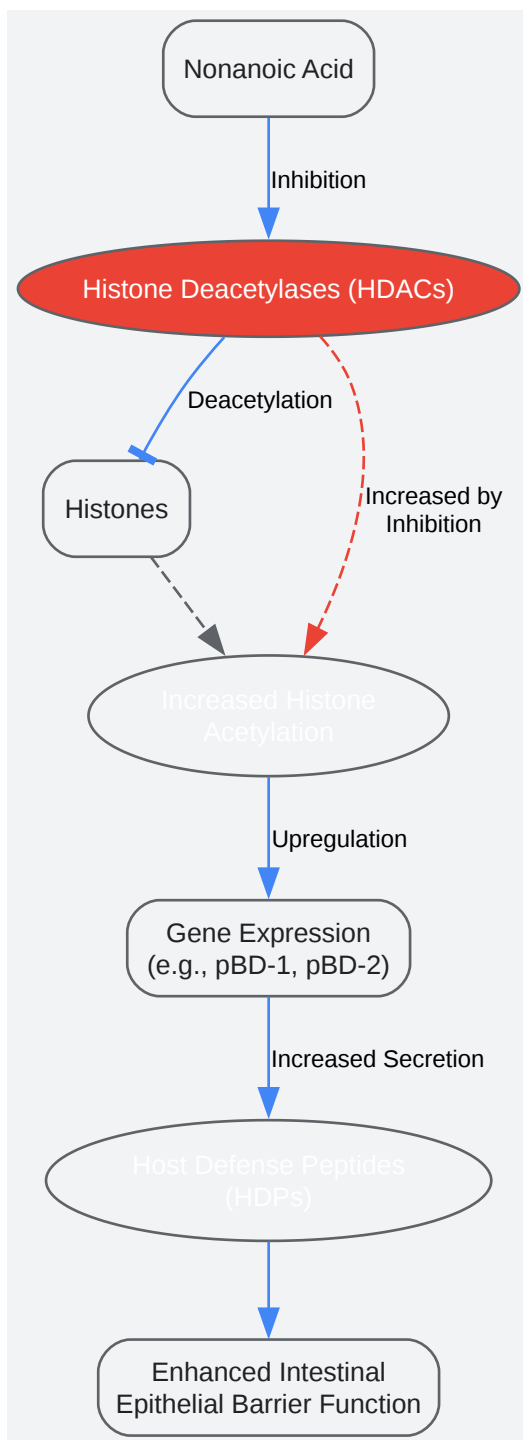 Nonanoic Acid
Inhibition
Histone Deacetylases (HDACs)
Deacetylation
Increased by
Inhibition
Histones
Increased Histone
Acetylation
Upregulation
Gene Expression
(e.g., pBD-1, pBD-2)
Increased Secretion
Host Defense Peptides
(HDPs)
Enhanced Intestinal
Epithelial Barrier Function